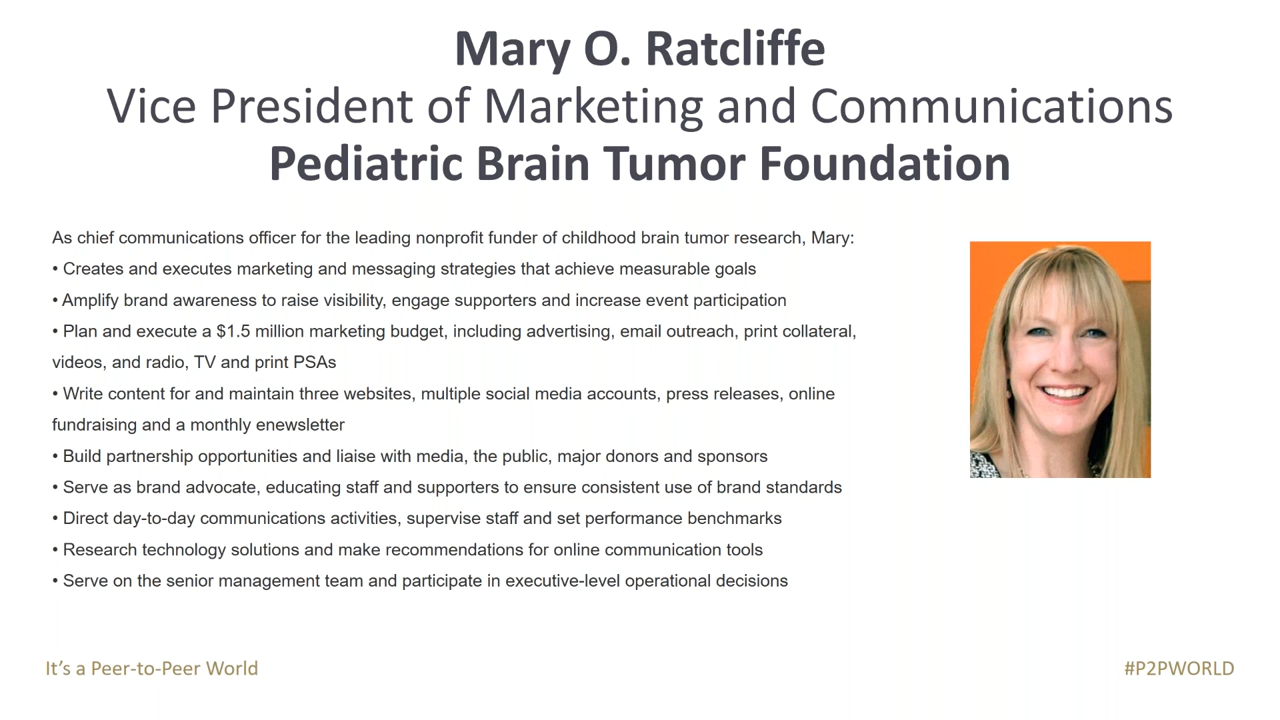 Mary O. Ratcliffe
Vice President of Marketing and Communications
Pediatric Brain Tumor Foundation
As chief communications officer for the leading nonprofit funder of childhood brain tumor research, Mary:
• Creates and executes marketing and messaging strategies that achieve measurable goals
• Amplify brand awareness to raise visibility, engage supporters and increase event participation
• Plan and execute a $1.5 million marketing budget, including advertising, email outreach, print collateral,
videos, and radio, TV and print PSAs
• Write content for and maintain three websites, multiple social media accounts, press releases, online
fundraising and a monthly enewsletter
• Build partnership opportunities and liaise with media, the public, major donors and sponsors
• Serve as brand advocate, educating staff and supporters to ensure consistent use of brand standards
• Direct day-to-day communications activities, supervise staff and set performance benchmarks
• Research technology solutions and make recommendations for online communication tools
• Serve on the senior management team and participate in executive-level operational decisions
It’s a Peer-to-Peer World
#P2PWORLD